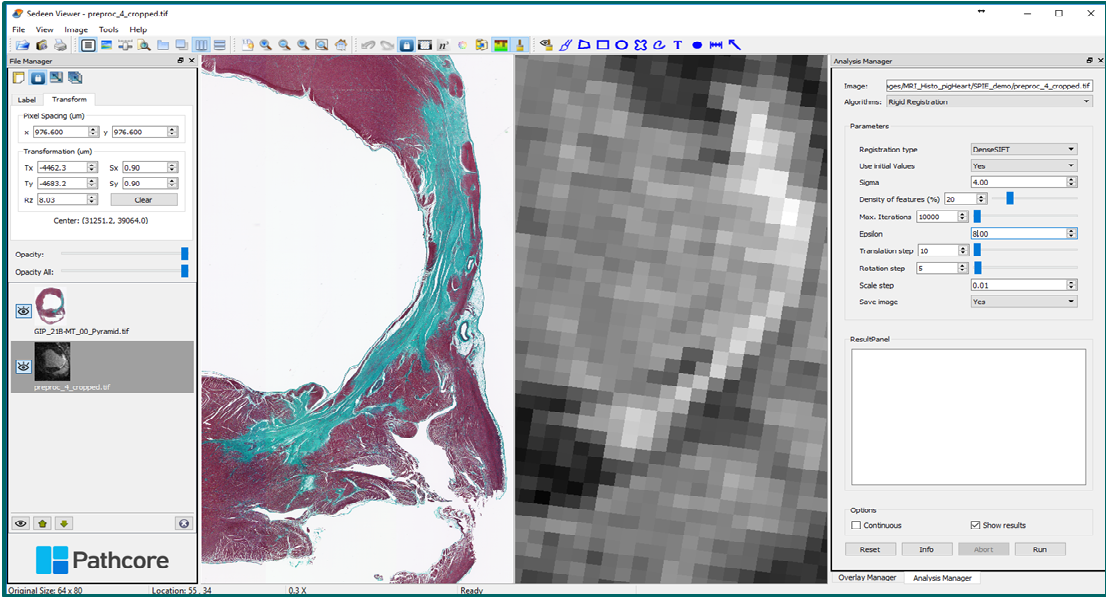 Sedeen Viewer - preproc_4_cropped.tif
File View Image Tools Help
File Manager
Label Transform
Pixel Spacing (um)
x 976.600 y 976.600
Transformation (um)
Tx -4462.3 Sx 0.90
Ty -4683.2 Sy 0.90
Rz 8.03 Clear
Center: (31251.2, 39064.0)
Opacity:
Opacity All:
GIP_21B-MT_00_Pyramid.tif
preproc_4_cropped.tif
Pathcore
Analysis Manager
Image: ages/MRI_Histo_pigHeart/SPIE_demo/preproc_4_cropped.tif
Algorithms: Rigid Registration
Parameters
Registration type DenseSIFT
Use initial Values Yes
Sigma 4.00
Density of features (%) 20
Max. Iterations 10000
Epsilon 8.00
Translation step 10
Rotation step 5
Scale step 0.01
Save image Yes
ResultPanel
Options
Continuous Show results
Reset Info Abort Run
Overlay Manager Analysis Manager
Original Size: 64 x 80 Location: 55 , 34 0.3 X Ready